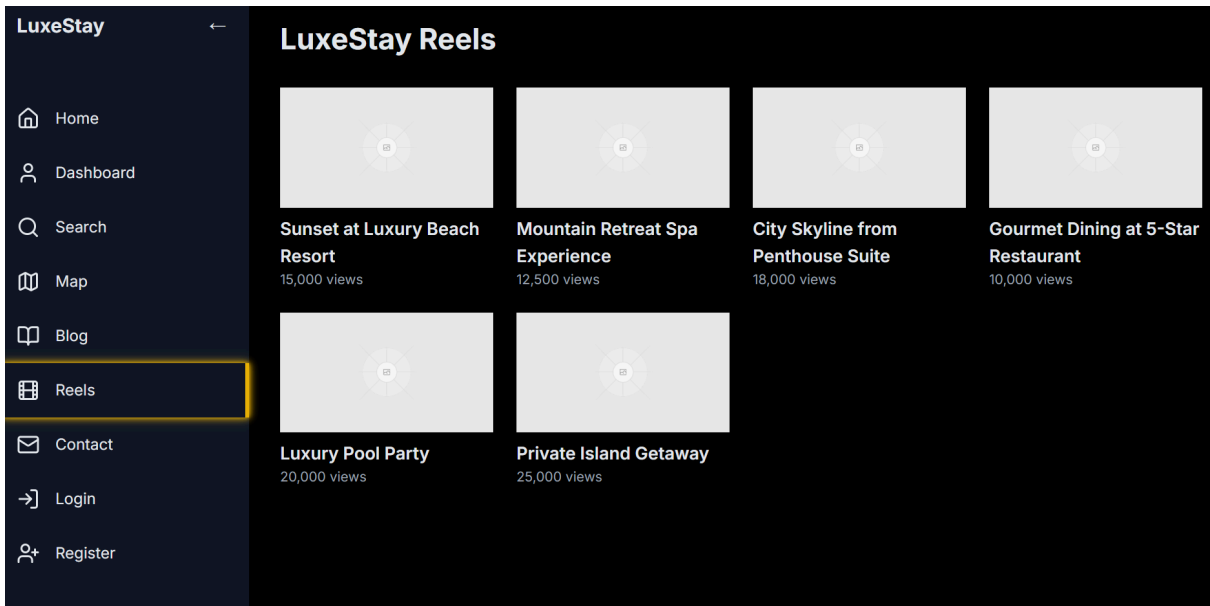 LuxeStay ←
Home
Dashboard
Search
Map
Blog
Reels
Contact
Login
Register
LuxeStay Reels
Sunset at Luxury Beach
Resort
15,000 views
Mountain Retreat Spa
Experience
12,500 views
City Skyline from
Penthouse Suite
18,000 views
Gourmet Dining at 5-Star
Restaurant
10,000 views
Luxury Pool Party
20,000 views
Private Island Getaway
25,000 views